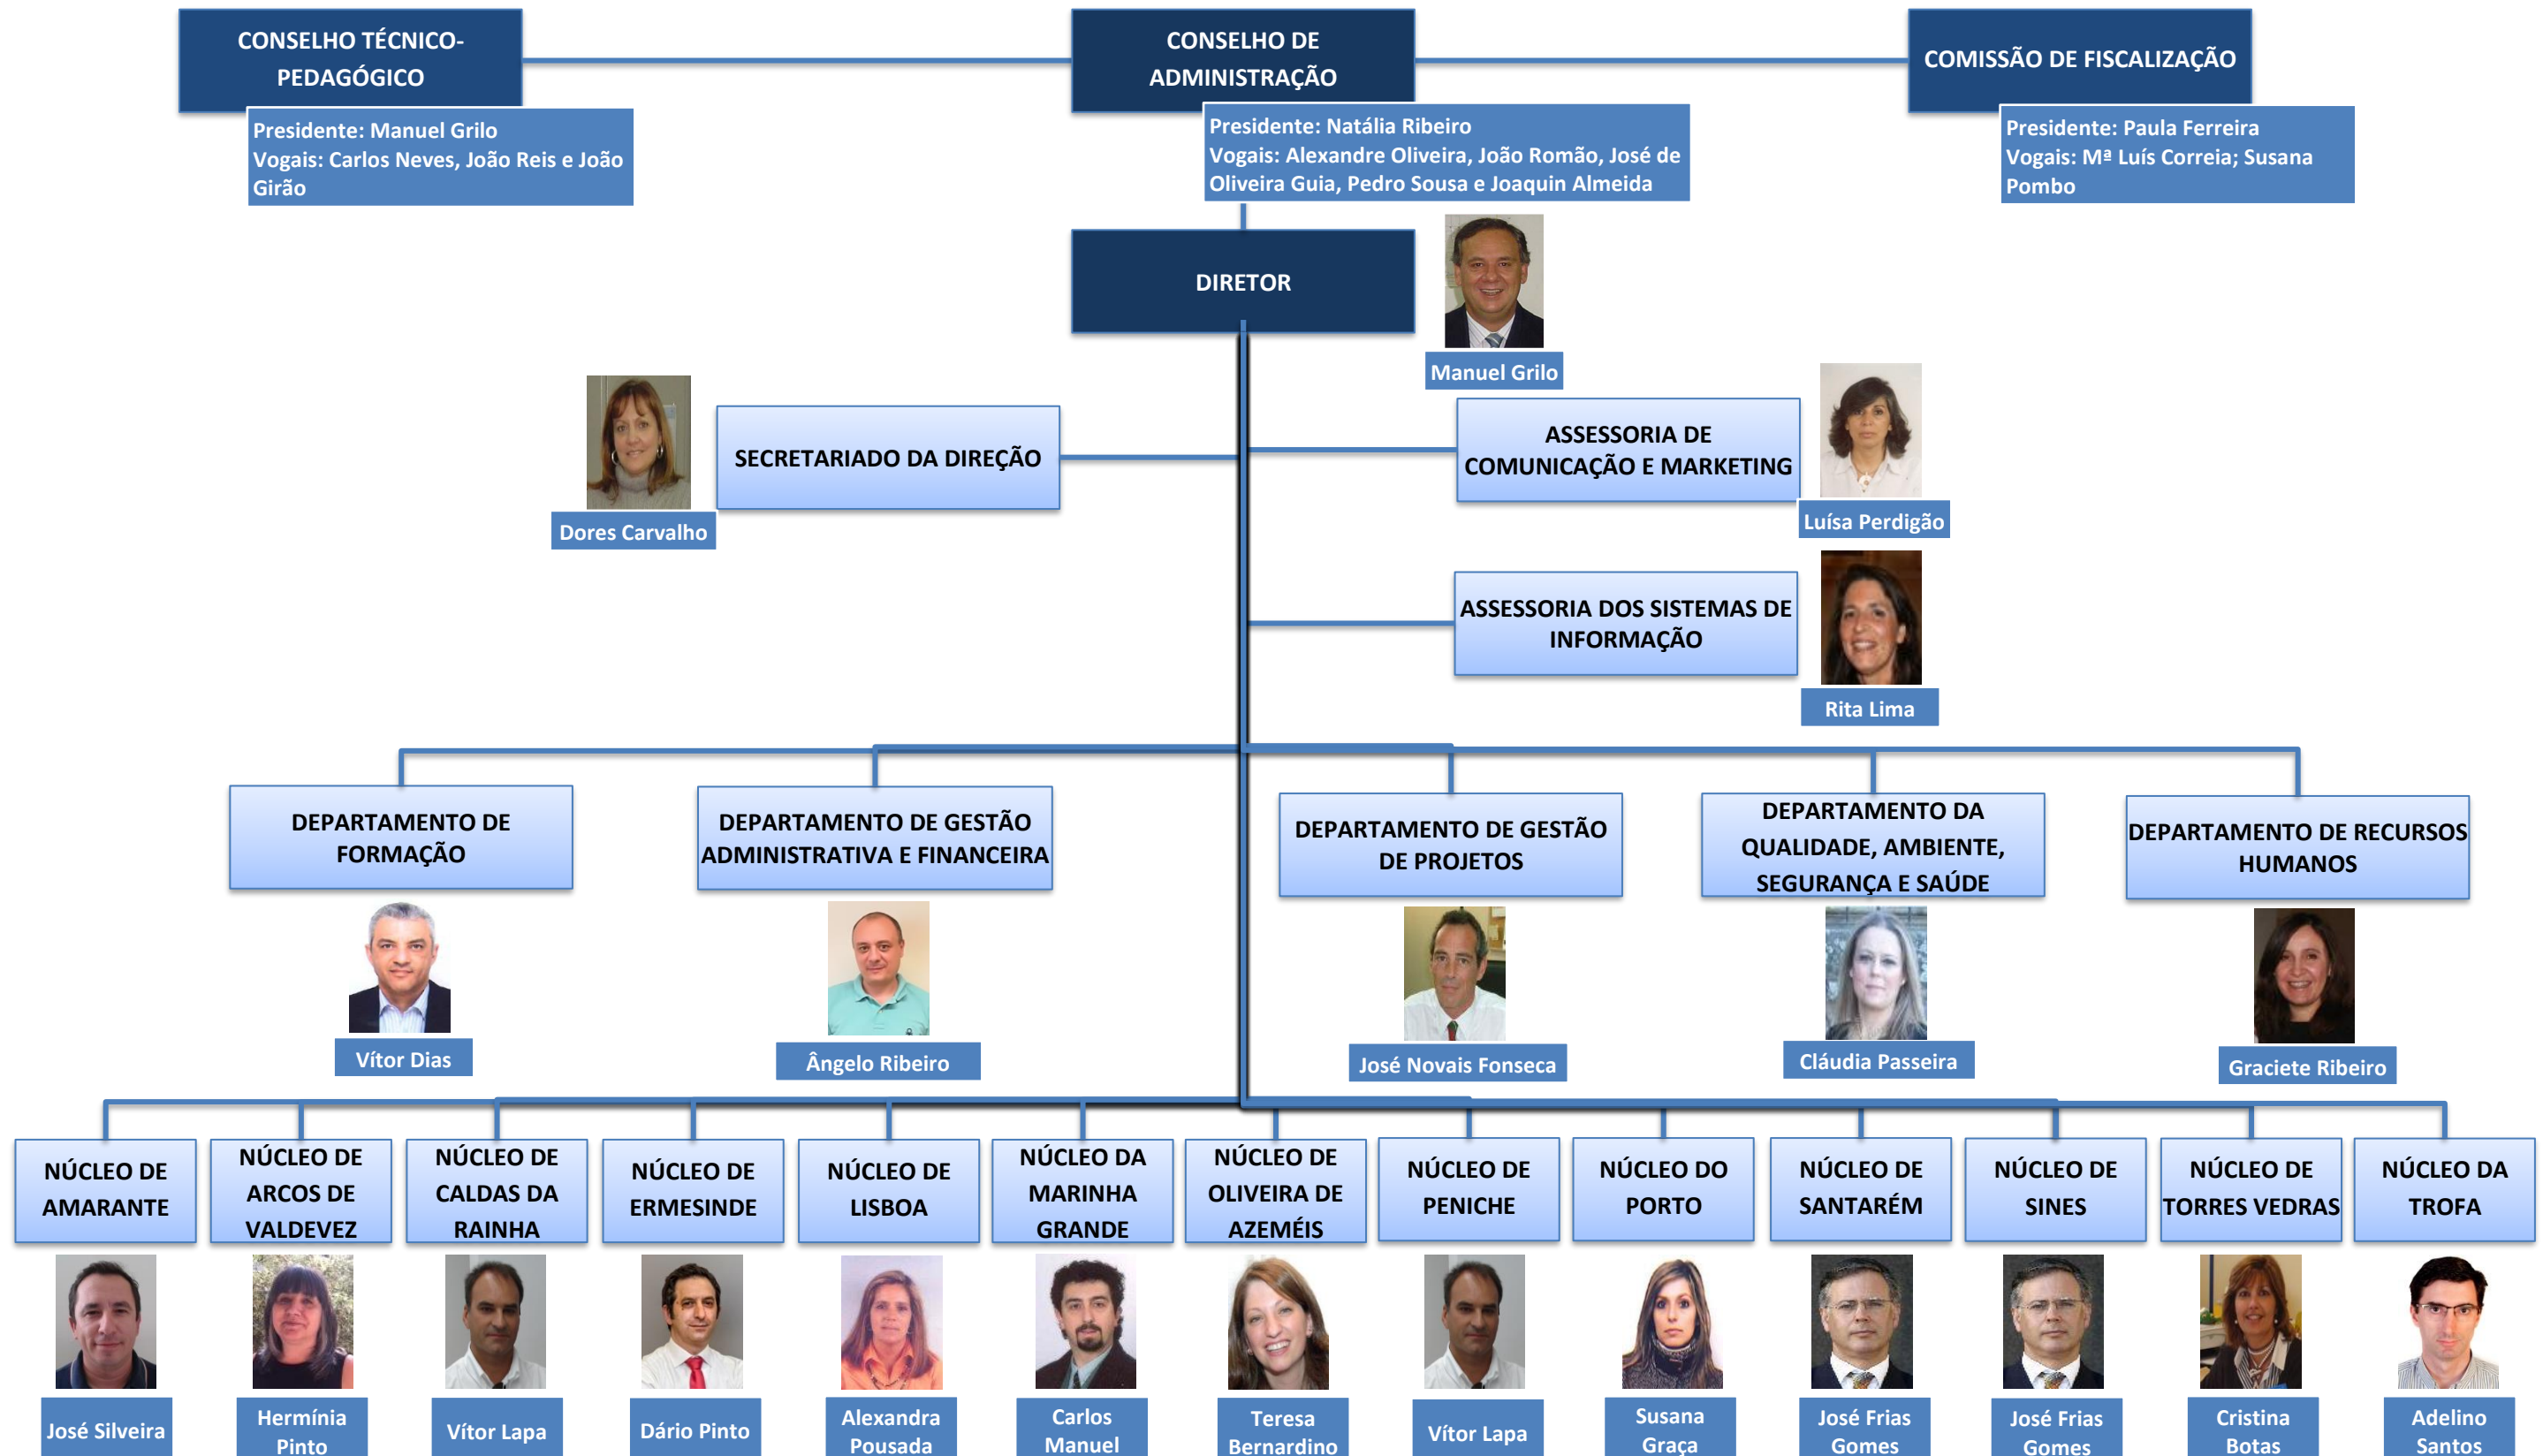 CONSELHO TÉCNICO-
PEDAGÓGICO
Presidente: Manuel Grilo
Vogais: Carlos Neves, João Reis e João
Girão
CONSELHO DE
ADMINISTRAÇÃO
Presidente: Natália Ribeiro
Vogais: Alexandre Oliveira, João Romão, José de
Oliveira Guia, Pedro Sousa e Joaquin Almeida
COMISSÃO DE FISCALIZAÇÃO
Presidente: Paula Ferreira
Vogais: Mª Luís Correia; Susana
Pombo
DIRETOR
Manuel Grilo
SECRETARIADO DA DIREÇÃO
Dores Carvalho
ASSESSORIA DE
COMUNICAÇÃO E MARKETING
Luísa Perdigão
ASSESSORIA DOS SISTEMAS DE
INFORMAÇÃO
Rita Lima
DEPARTAMENTO DE
FORMAÇÃO
Vítor Dias
DEPARTAMENTO DE GESTÃO
ADMINISTRATIVA E FINANCEIRA
Ângelo Ribeiro
DEPARTAMENTO DE GESTÃO
DE PROJETOS
José Novais Fonseca
DEPARTAMENTO DA
QUALIDADE, AMBIENTE,
SEGURANÇA E SAÚDE
Cláudia Passeira
DEPARTAMENTO DE RECURSOS
HUMANOS
Graciete Ribeiro
NÚCLEO DE
AMARANTE
José Silveira
NÚCLEO DE
ARCOS DE
VALDEVEZ
Hermínia
Pinto
NÚCLEO DE
CALDAS DA
RAINHA
Vítor Lapa
NÚCLEO DE
ERMESINDE
Dário Pinto
NÚCLEO DE
LISBOA
Alexandra
Pousada
NÚCLEO DA
MARINHA
GRANDE
Carlos
Manuel
NÚCLEO DE
OLIVEIRA DE
AZEMÉIS
Teresa
Bernardino
NÚCLEO DE
PENICHE
Vítor Lapa
NÚCLEO DO
PORTO
Susana
Graça
NÚCLEO DE
SANTARÉM
José Frias
Gomes
NÚCLEO DE
SINES
José Frias
Gomes
NÚCLEO DE
TORRES VEDRAS
Cristina
Botas
NÚCLEO DA
TROFA
Adelino
Santos